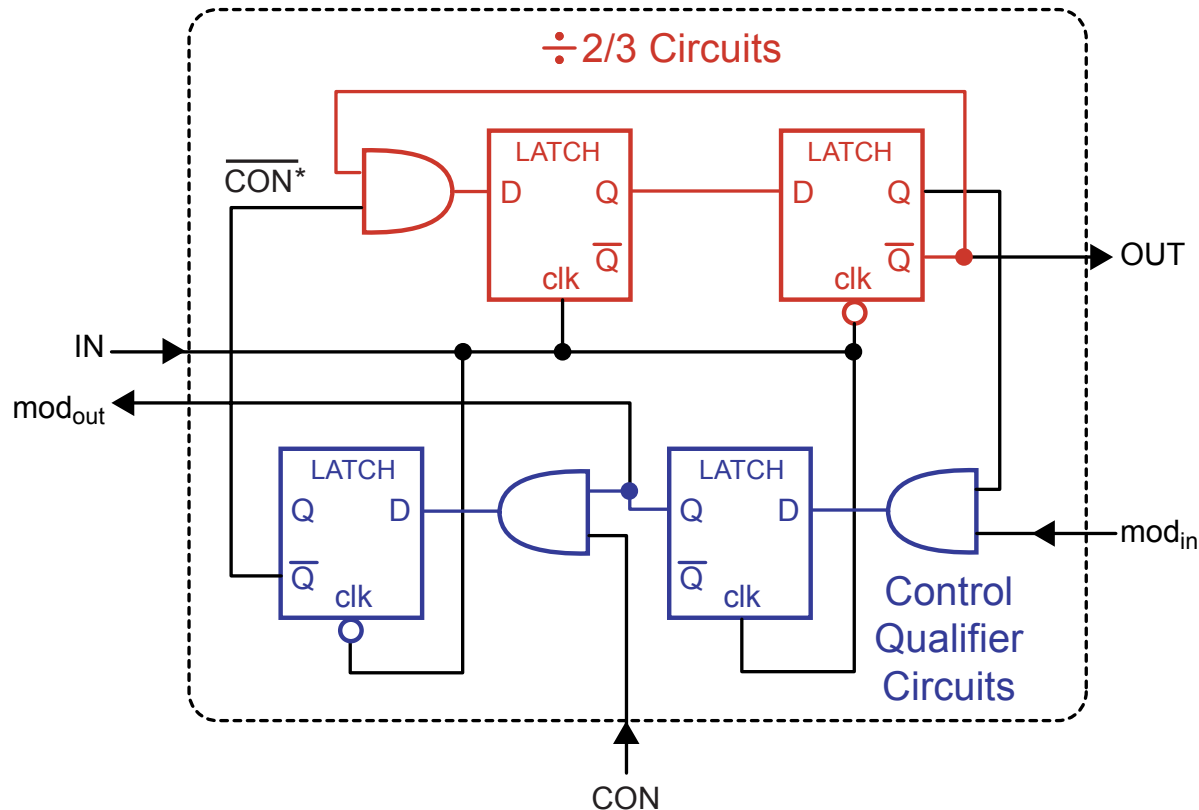 ÷2/3 Circuits
LATCH
D
Q
Q̅
clk
LATCH
D
Q
Q̅
clk
C̅O̅N̅*
OUT
IN
mod_out
LATCH
Q
D
Q̅
clk
LATCH
Q
D
Q̅
clk
mod_in
Control
Qualifier
Circuits
CON